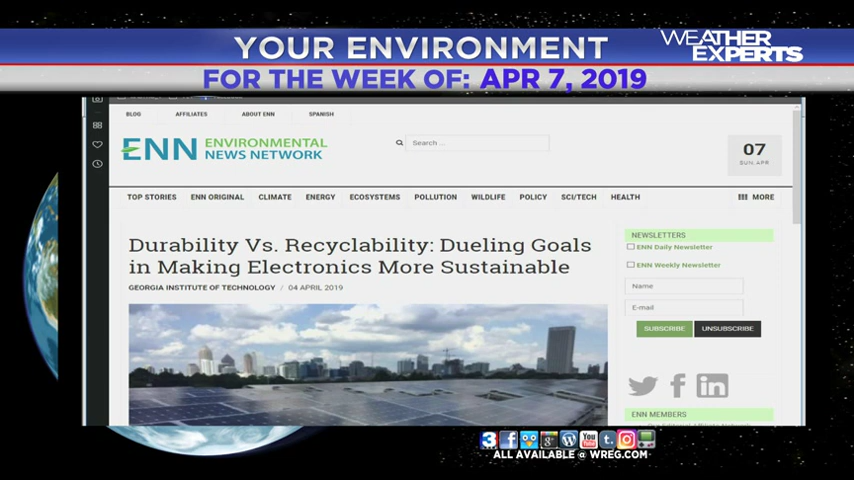 YOUR ENVIRONMENT
WEATHER
EXPERTS
FOR THE WEEK OF: APR 7, 2019
BLOG AFFILIATES ABOUT ENN SPANISH
ENN ENVIRONMENTAL
NEWS NETWORK
Search ...
07
SUN APR
TOP STORIES ENN ORIGINAL CLIMATE ENERGY ECOSYSTEMS POLLUTION WILDLIFE POLICY SCI/TECH HEALTH MORE
Durability Vs. Recyclability: Dueling Goals
in Making Electronics More Sustainable
GEORGIA INSTITUTE OF TECHNOLOGY / 04 APRIL 2019
NEWSLETTERS
ENN Daily Newsletter
ENN Weekly Newsletter
Name
E-mail
SUBSCRIBE UNSUBSCRIBE
ENN MEMBERS
3
ALL AVAILABLE @ WREG.COM